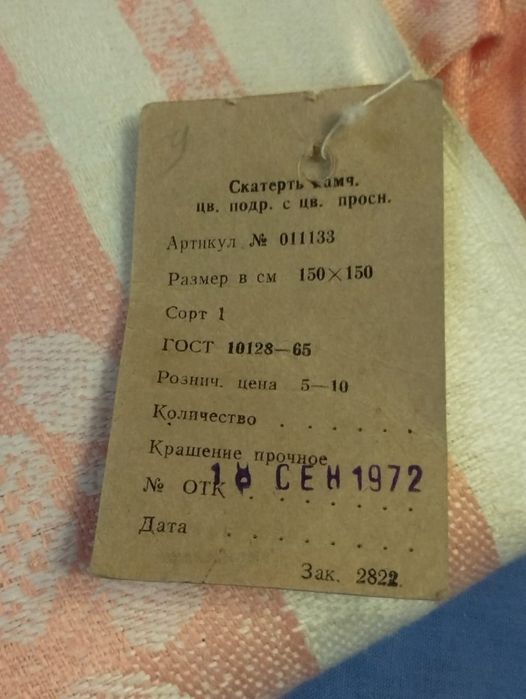 Скатерть камч.
цв. подр. с цв. просн.
Артикул № 011133
Размер в см 150×150
Сорт 1
ГОСТ 10128—65
Рознич. цена 5—10
Количество . . . . .
Крашение прочное
№ ОТК . . . . .
СЕН 1972
Дата . . . . . .
Зак. 2822.